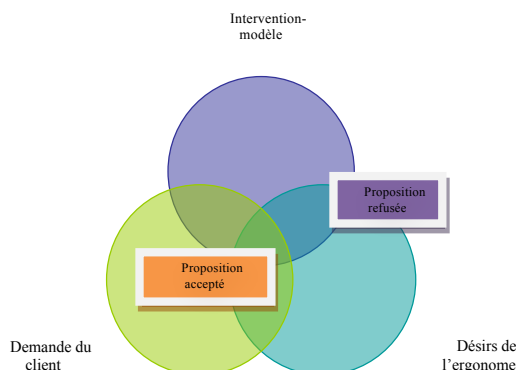 Intervention-
modèle
Proposition
refusée
Proposition
accepté
Demande du
client
Désirs de
l'ergonome